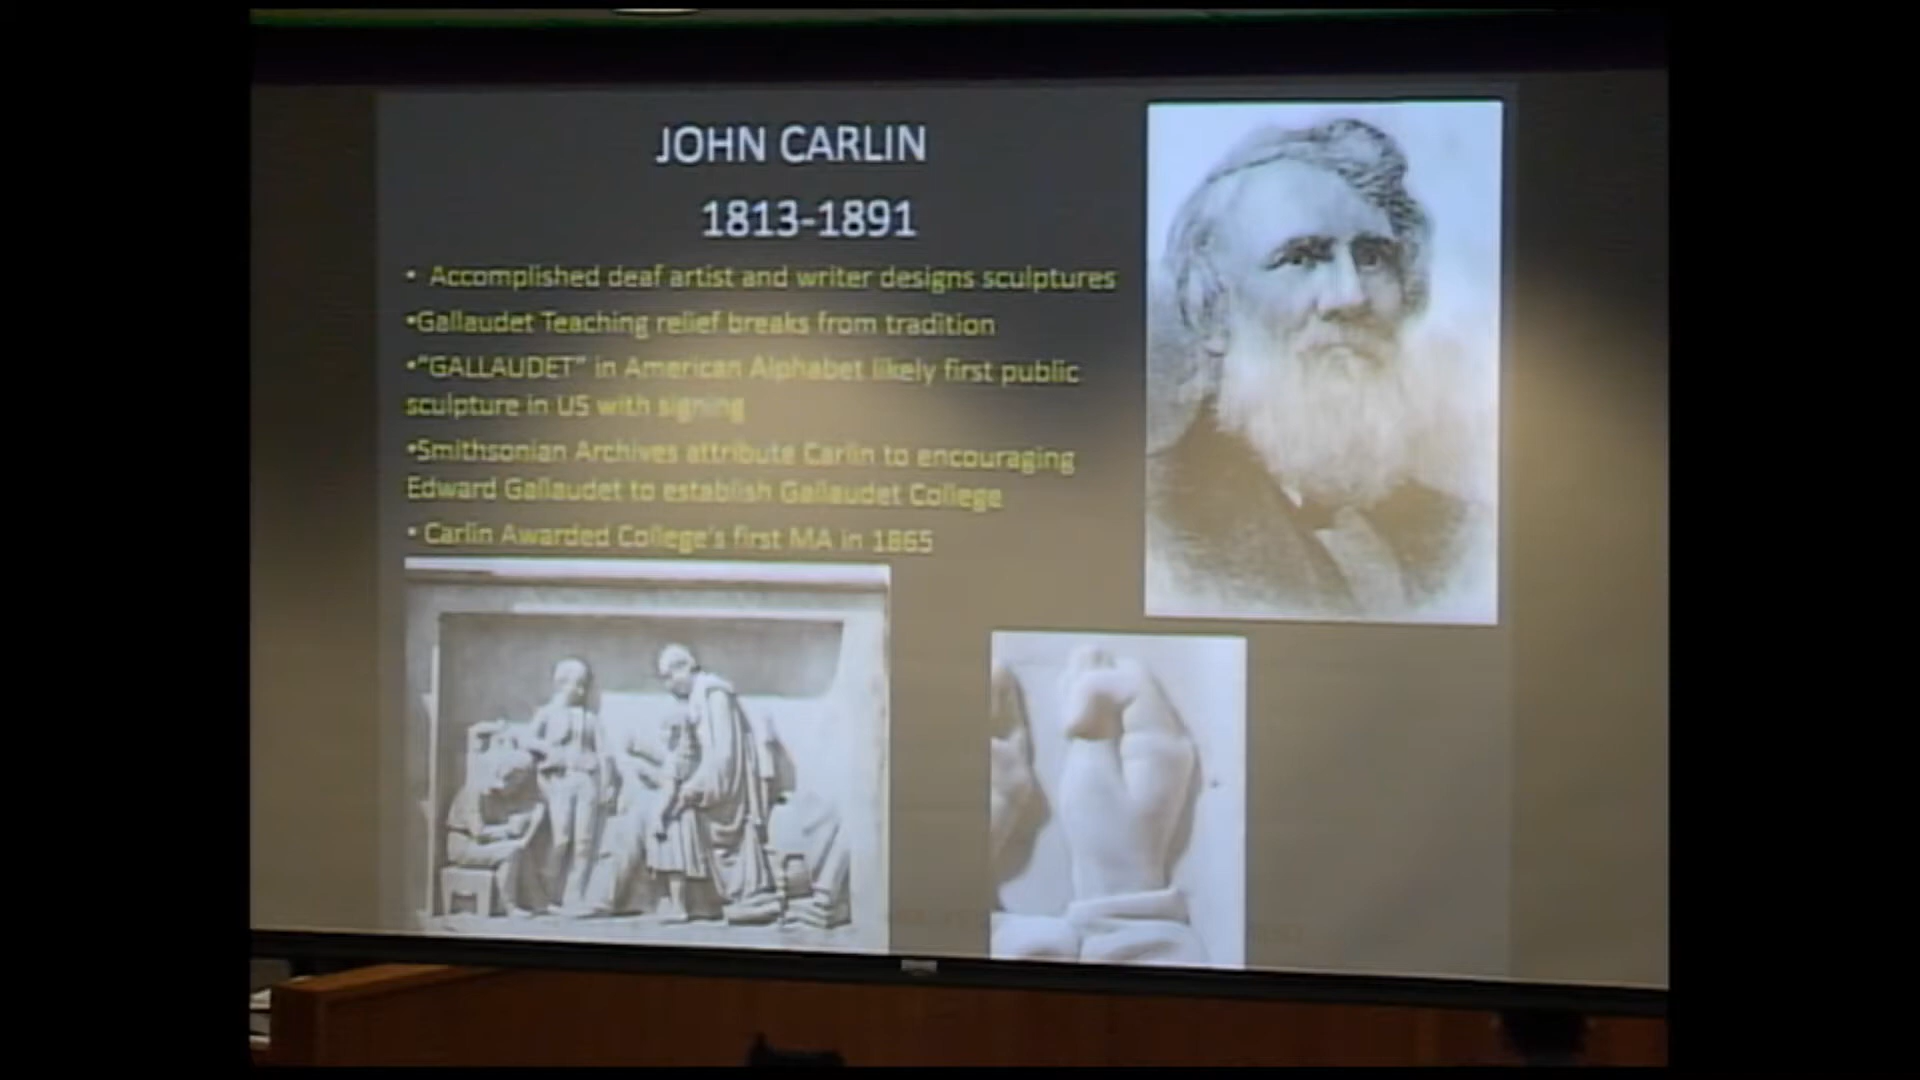 JOHN CARLIN
1813-1891
• Accomplished deaf artist and writer designs sculptures
•Gallaudet Teaching relief breaks from tradition
•"GALLAUDET" in American Alphabet likely first public
sculpture in US with signing
•Smithsonian Archives attribute Carlin to encouraging
Edward Gallaudet to establish Gallaudet College
• Carlin Awarded College's first MA in 1865